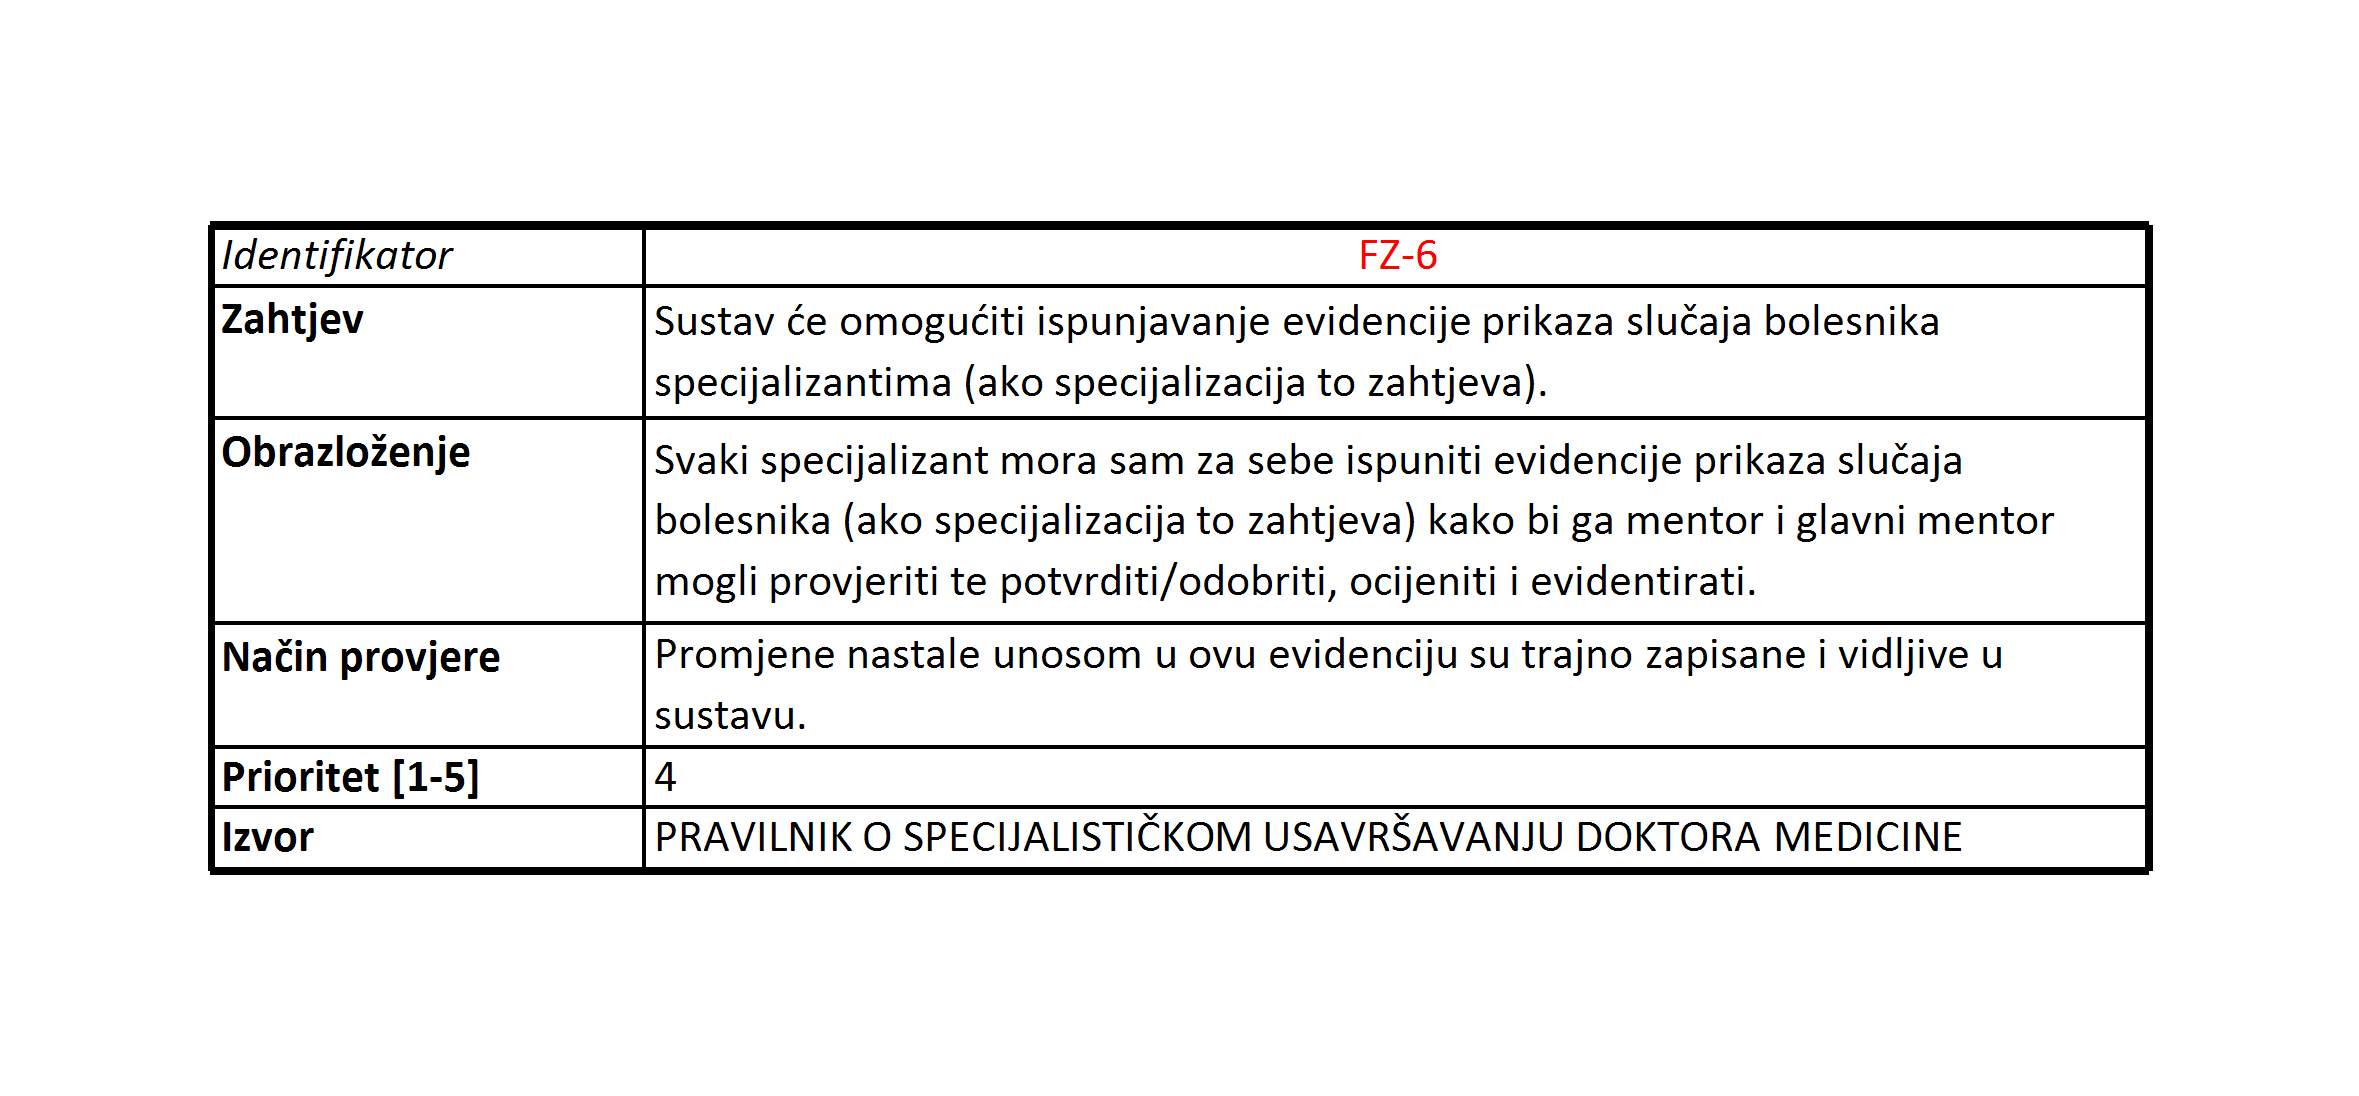 Identifikator FZ-6
Zahtjev Sustav će omogućiti ispunjavanje evidencije prikaza slučaja bolesnika
specijalizantima (ako specijalizacija to zahtjeva).
Obrazloženje Svaki specijalizant mora sam za sebe ispuniti evidencije prikaza slučaja
bolesnika (ako specijalizacija to zahtjeva) kako bi ga mentor i glavni mentor
mogli provjeriti te potvrditi/odobriti, ocijeniti i evidentirati.
Način provjere Promjene nastale unosom u ovu evidenciju su trajno zapisane i vidljive u
sustavu.
Prioritet [1-5] 4
Izvor PRAVILNIK O SPECIJALISTIČKOM USAVRŠAVANJU DOKTORA MEDICINE